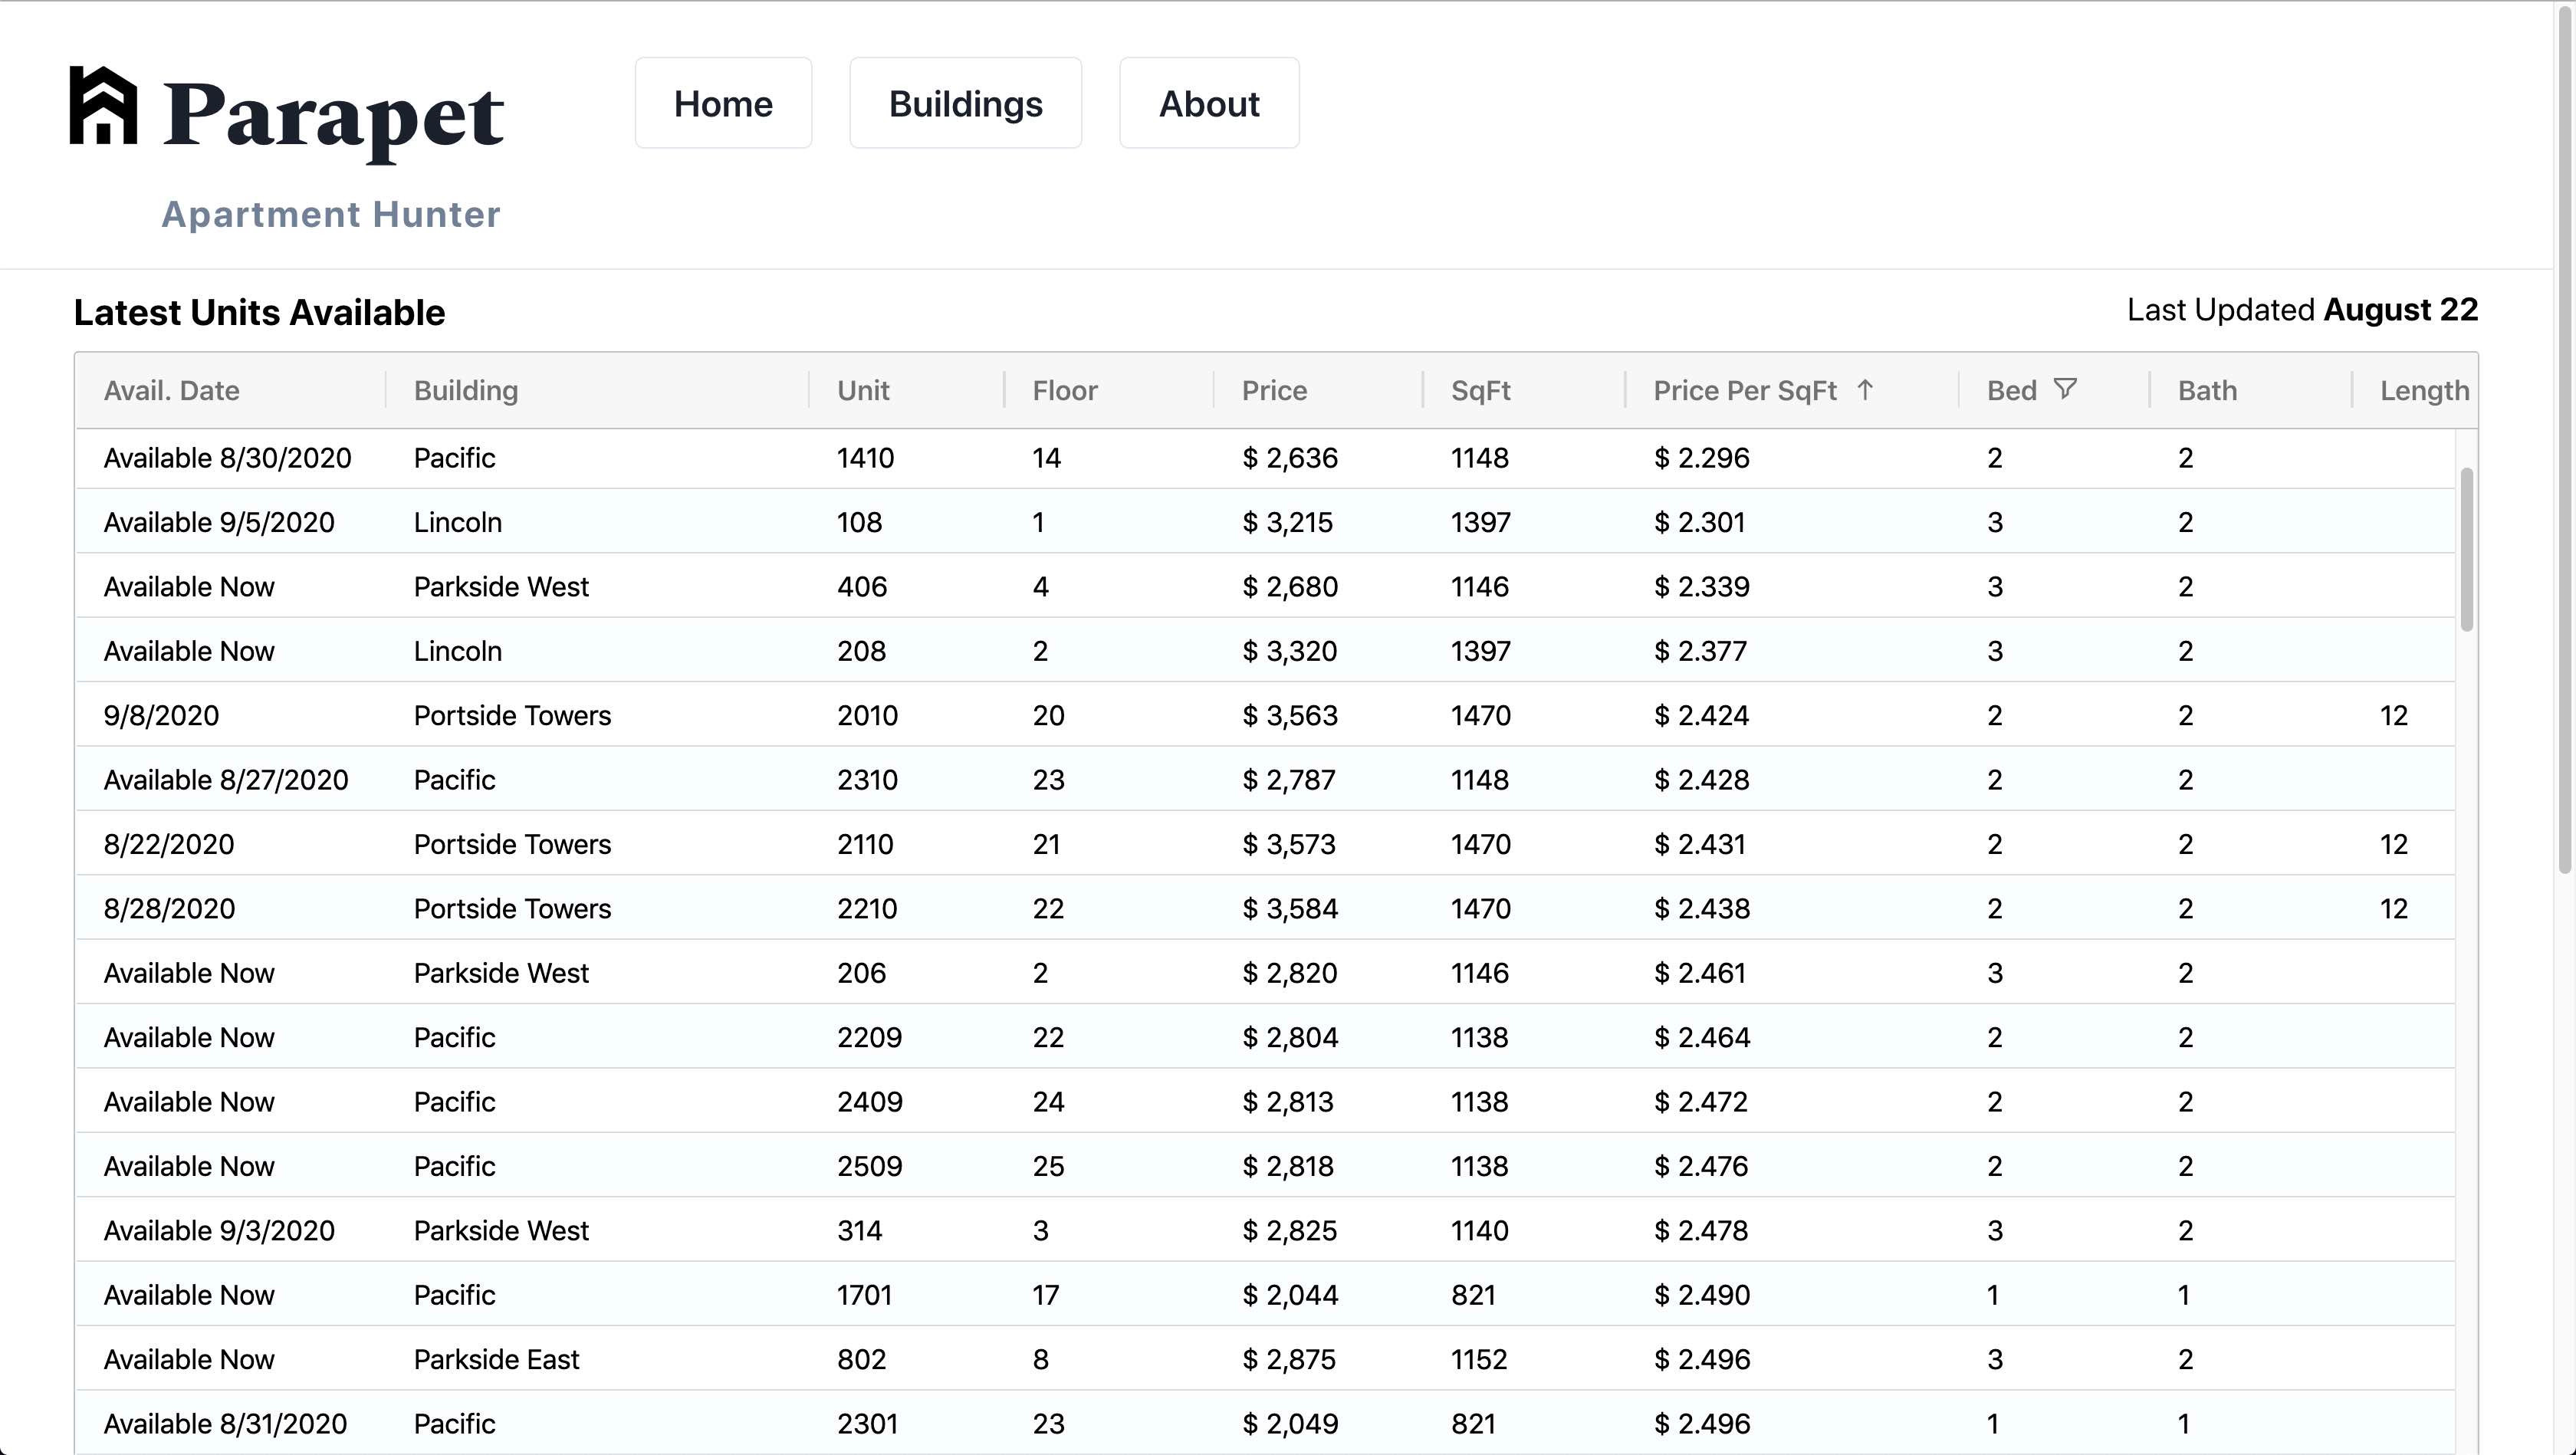 Parapet
Apartment Hunter
Home Buildings About
Latest Units Available Last Updated August 22
Avail. Date Building Unit Floor Price SqFt Price Per SqFt ↑ Bed Bath Length
Available 8/30/2020 Pacific 1410 14 $ 2,636 1148 $ 2.296 2 2
Available 9/5/2020 Lincoln 108 1 $ 3,215 1397 $ 2.301 3 2
Available Now Parkside West 406 4 $ 2,680 1146 $ 2.339 3 2
Available Now Lincoln 208 2 $ 3,320 1397 $ 2.377 3 2
9/8/2020 Portside Towers 2010 20 $ 3,563 1470 $ 2.424 2 2 12
Available 8/27/2020 Pacific 2310 23 $ 2,787 1148 $ 2.428 2 2
8/22/2020 Portside Towers 2110 21 $ 3,573 1470 $ 2.431 2 2 12
8/28/2020 Portside Towers 2210 22 $ 3,584 1470 $ 2.438 2 2 12
Available Now Parkside West 206 2 $ 2,820 1146 $ 2.461 3 2
Available Now Pacific 2209 22 $ 2,804 1138 $ 2.464 2 2
Available Now Pacific 2409 24 $ 2,813 1138 $ 2.472 2 2
Available Now Pacific 2509 25 $ 2,818 1138 $ 2.476 2 2
Available 9/3/2020 Parkside West 314 3 $ 2,825 1140 $ 2.478 3 2
Available Now Pacific 1701 17 $ 2,044 821 $ 2.490 1 1
Available Now Parkside East 802 8 $ 2,875 1152 $ 2.496 3 2
Available 8/31/2020 Pacific 2301 23 $ 2,049 821 $ 2.496 1 1